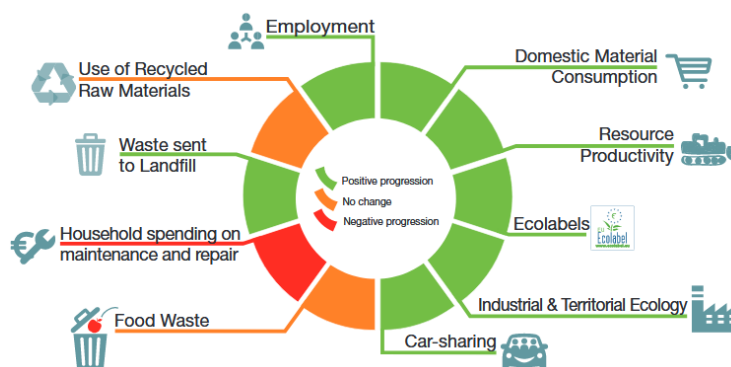 Employment
Domestic Material
Consumption
Use of Recycled
Raw Materials
Resource
Productivity
Waste sent
to Landfill
Positive progression
No change
Negative progression
Ecolabels
Ecolabel
Household spending on
maintenance and repair
Industrial & Territorial Ecology
Food Waste
Car-sharing